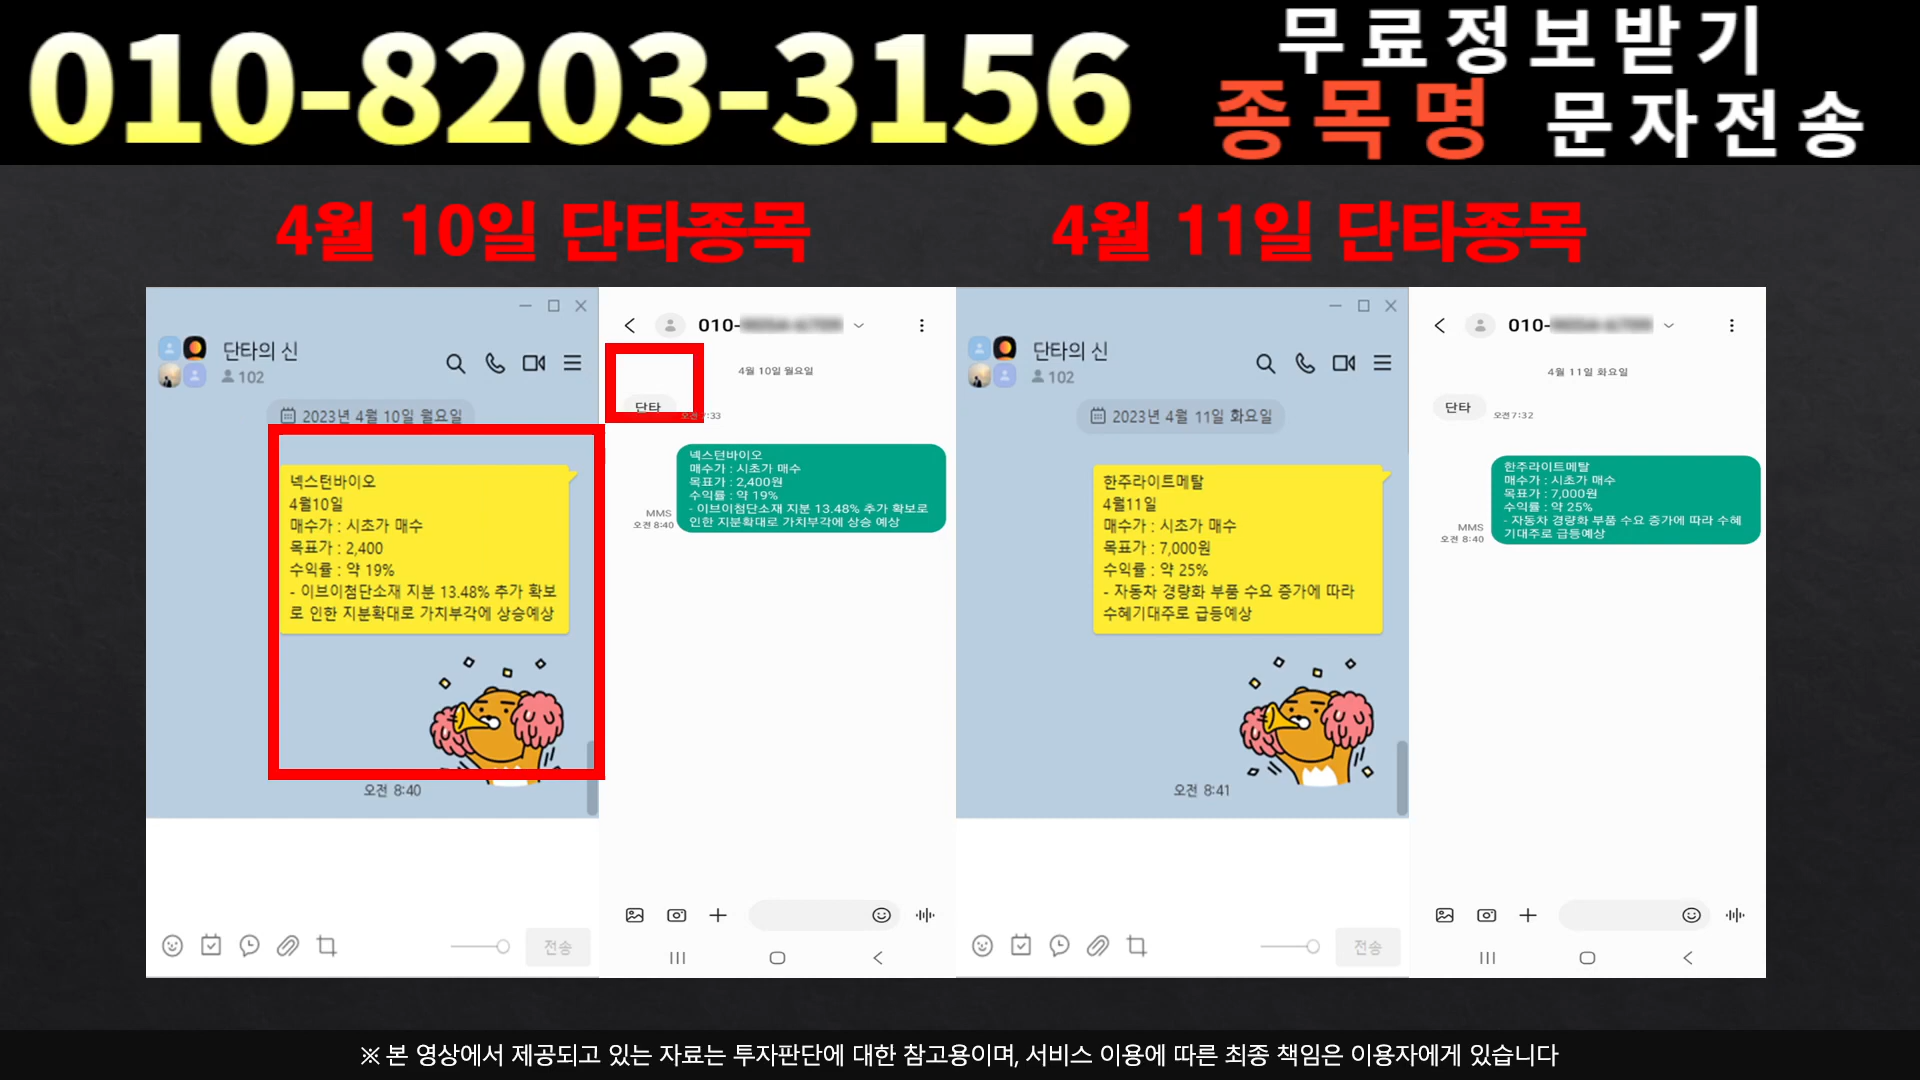 010-8203-3156
무료정보받기
종목명 문자전송
4월 10일 단타종목
4월 11일 단타종목
단타의 신
102
2023년 4월 10일 월요일
넥스턴바이오
4월10일
매수가 : 시초가 매수
목표가 : 2,400
수익률 : 약 19%
- 이브이첨단소재 지분 13.48% 추가 확보
로 인한 지분확대로 가치부각에 상승예상
오전 8:40
전송
010-
4월 10일 월요일
단타
오전 7:33
넥스턴바이오
매수가 : 시초가 매수
목표가 : 2,400원
수익률 : 약 19%
- 이브이첨단소재 지분 13.48% 추가 확보로
인한 지분확대로 가치부각에 상승 예상
MMS
오전 8:40
단타의 신
102
2023년 4월 11일 화요일
한주라이트메탈
4월11일
매수가 : 시초가 매수
목표가 : 7,000원
수익률 : 약 25%
- 자동차 경량화 부품 수요 증가에 따라
수혜기대주로 급등예상
오전 8:41
전송
010-
4월 11일 화요일
단타
오전 7:32
한주라이트메탈
매수가 : 시초가 매수
목표가 : 7,000원
수익률 : 약 25%
- 자동차 경량화 부품 수요 증가에 따라 수혜
기대주로 급등예상
MMS
오전 8:40
※ 본 영상에서 제공되고 있는 자료는 투자판단에 대한 참고용이며, 서비스 이용에 따른 최종 책임은 이용자에게 있습니다